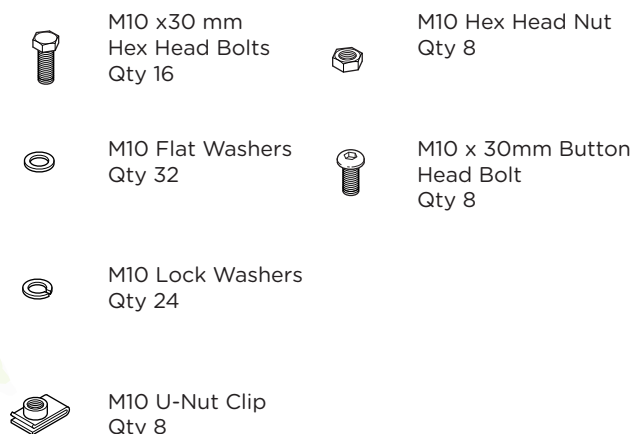 M10 x30 mm
Hex Head Bolts
Qty 16
M10 Hex Head Nut
Qty 8
M10 Flat Washers
Qty 32
M10 x 30mm Button
Head Bolt
Qty 8
M10 Lock Washers
Qty 24
M10 U-Nut Clip
Qty 8